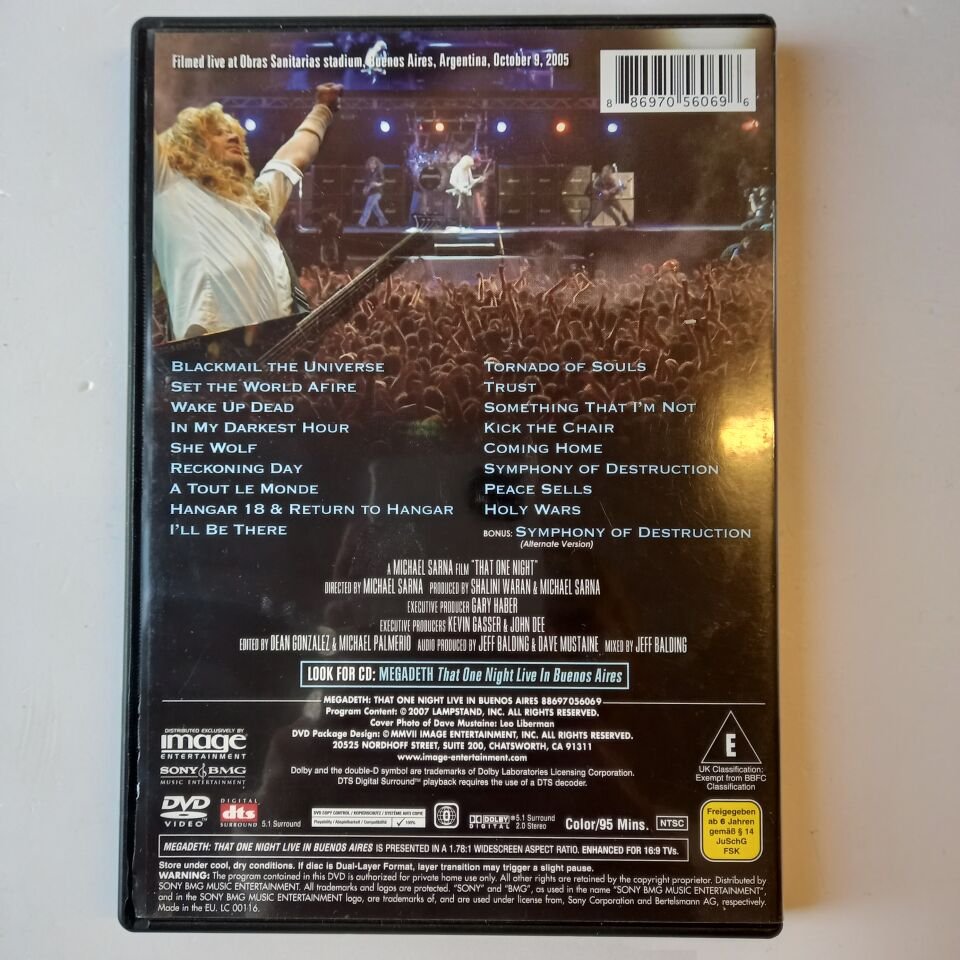 Filmed live at Obras Sanitarias stadium, Buenos Aires, Argentina, October 9, 2005
8 86970 56069 6
BLACKMAIL THE UNIVERSE
SET THE WORLD AFIRE
WAKE UP DEAD
IN MY DARKEST HOUR
SHE WOLF
RECKONING DAY
A TOUT LE MONDE
HANGAR 18 & RETURN TO HANGAR
I'LL BE THERE
TORNADO OF SOULS
TRUST
SOMETHING THAT I'M NOT
KICK THE CHAIR
COMING HOME
SYMPHONY OF DESTRUCTION
PEACE SELLS
HOLY WARS
BONUS: SYMPHONY OF DESTRUCTION
(Alternate Version)
A MICHAEL SARNA FILM "THAT ONE NIGHT"
DIRECTED BY MICHAEL SARNA PRODUCED BY SHALINI WARAN & MICHAEL SARNA
EXECUTIVE PRODUCER GARY HABER
EXECUTIVE PRODUCERS KEVIN GASSER & JOHN DEE
EDITED BY DEAN GONZALEZ & MICHAEL PALMERIO AUDIO PRODUCED BY JEFF BALDING & DAVE MUSTAINE MIXED BY JEFF BALDING
LOOK FOR CD: MEGADETH That One Night Live In Buenos Aires
MEGADETH: THAT ONE NIGHT LIVE IN BUENOS AIRES 88697056069
Program Content: ©2007 LAMPSTAND, INC. ALL RIGHTS RESERVED.
Cover Photo of Dave Mustaine: Leo Liberman
DVD Package Design: ©MMVII IMAGE ENTERTAINMENT, INC. ALL RIGHTS RESERVED.
20525 NORDHOFF STREET, SUITE 200, CHATSWORTH, CA 91311
www.image-entertainment.com
Dolby and the double-D symbol are trademarks of Dolby Laboratories Licensing Corporation.
DTS Digital Surround™ playback requires the use of a DTS decoder.
DISTRIBUTED EXCLUSIVELY BY
image
ENTERTAINMENT
SONY BMG
MUSIC ENTERTAINMENT
E
UK Classification:
Exempt from BBFC
Classification
DVD
VIDEO™
DIGITAL
dts
SURROUND 5.1 Surround
DVD COPY CONTROL / KOPIERSCHUTZ / SYSTÈME ANTI COPIE
Playability / Abspielbarkeit / Compatibilité 100%
0
DOLBY
DIGITAL
5.1 Surround
2.0 Stereo
Color/95 Mins.
NTSC
Freigegeben
ab 6 Jahren
gemäß § 14
JuSchG
FSK
MEGADETH: THAT ONE NIGHT LIVE IN BUENOS AIRES IS PRESENTED IN A 1.78:1 WIDESCREEN ASPECT RATIO. ENHANCED FOR 16:9 TVs.
Store under cool, dry conditions. If disc is Dual-Layer Format, layer transition may trigger a slight pause.
WARNING: The program contained in this DVD is authorized for private home use only. All other rights are retained by the copyright proprietor. Distributed by
SONY BMG MUSIC ENTERTAINMENT. All trademarks and logos are protected. "SONY" and "BMG", as used in the name "SONY BMG MUSIC ENTERTAINMENT",
and in the SONY BMG MUSIC ENTERTAINMENT logo, are trademarks of, and are used under license from, Sony Corporation and Bertelsmann AG, respectively.
Made in the EU. LC 00116.